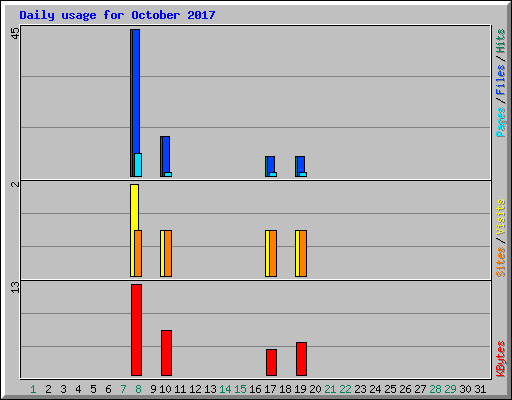 Daily usage for October 2017
45
2
13
Pages / Files / Hits
Sites / Visits
KBytes
1 2 3 4 5 6 7 8 9 10 11 12 13 14 15 16 17 18 19 20 21 22 23 24 25 26 27 28 29 30 31